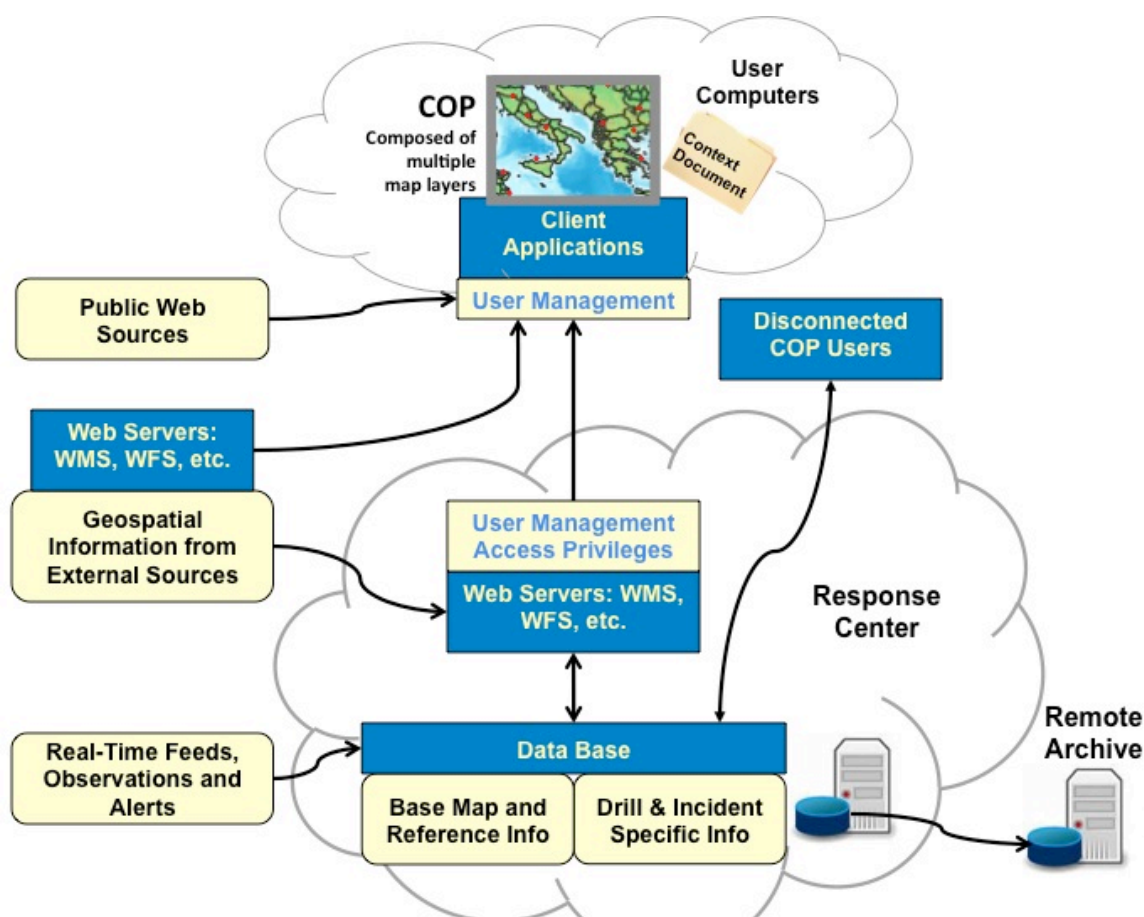 COP
Composed of
multiple
map layers
User
Computers
Context
Document
Client
Applications
User Management
Public Web
Sources
Disconnected
COP Users
Web Servers:
WMS, WFS, etc.
Geospatial
Information from
External Sources
User Management
Access Privileges
Web Servers: WMS,
WFS, etc.
Response
Center
Real-Time Feeds,
Observations and
Alerts
Data Base
Base Map and
Reference Info
Drill & Incident
Specific Info
Remote
Archive